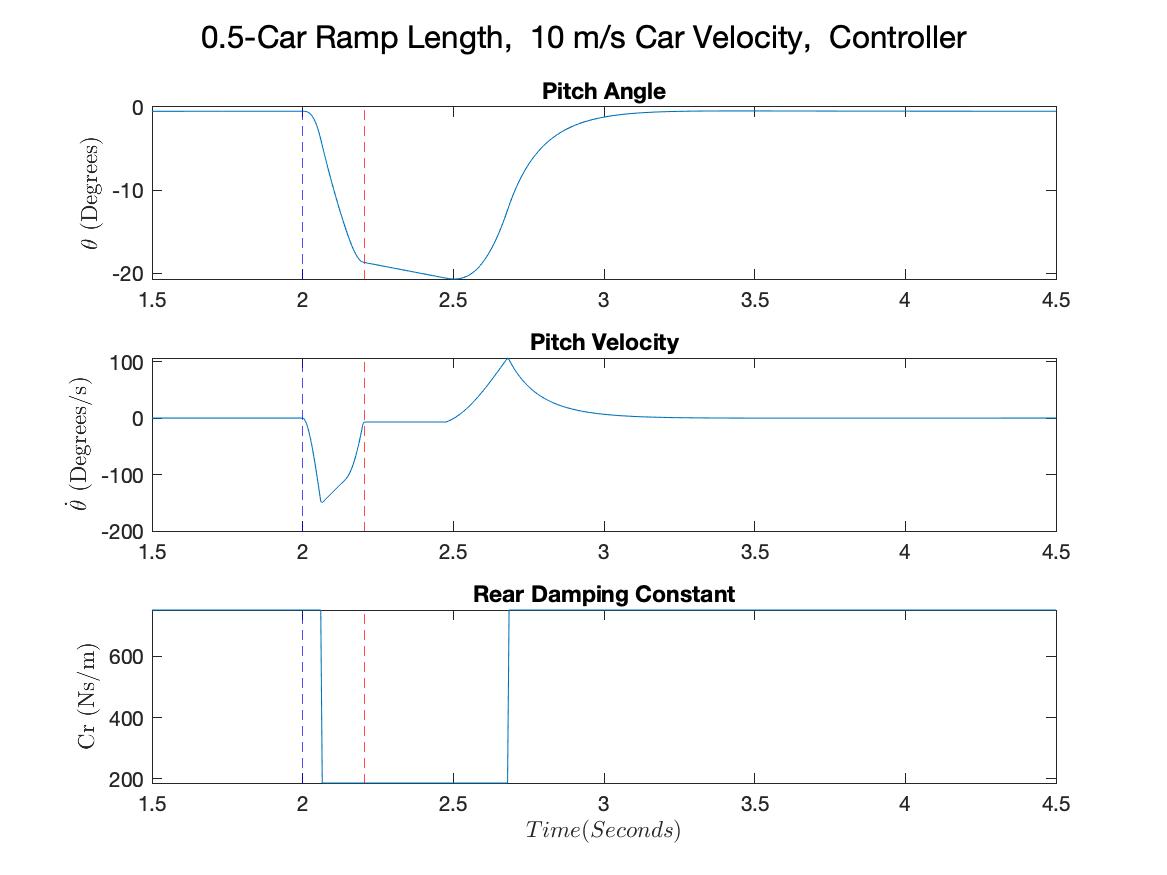 0.5-Car Ramp Length, 10 m/s Car Velocity, Controller
Pitch Angle
0
-10
-20
θ (Degrees)
1.5 2 2.5 3 3.5 4 4.5
Pitch Velocity
100
0
-100
-200
θ̇ (Degrees/s)
1.5 2 2.5 3 3.5 4 4.5
Rear Damping Constant
600
400
200
Cr (Ns/m)
1.5 2 2.5 3 3.5 4 4.5
Time(Seconds)